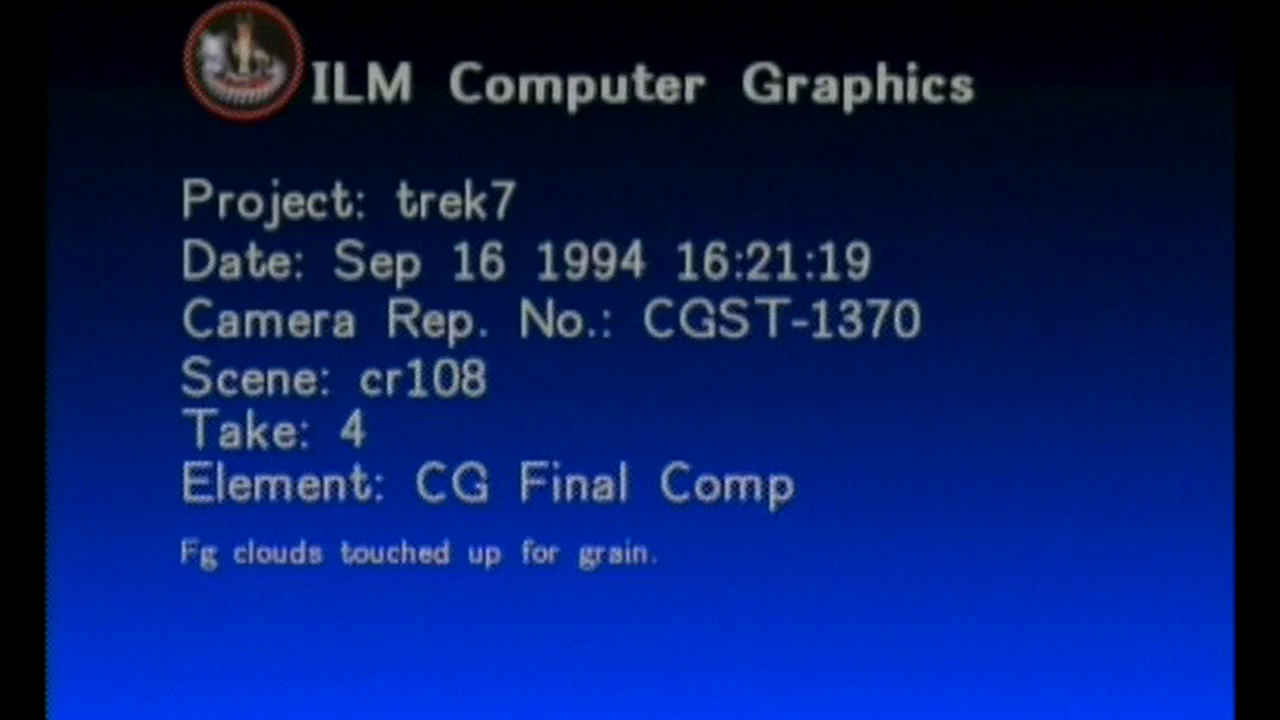 ILM Computer Graphics
Project: trek7
Date: Sep 16 1994 16:21:19
Camera Rep. No.: CGST-1370
Scene: cr108
Take: 4
Element: CG Final Comp
Fg clouds touched up for grain.